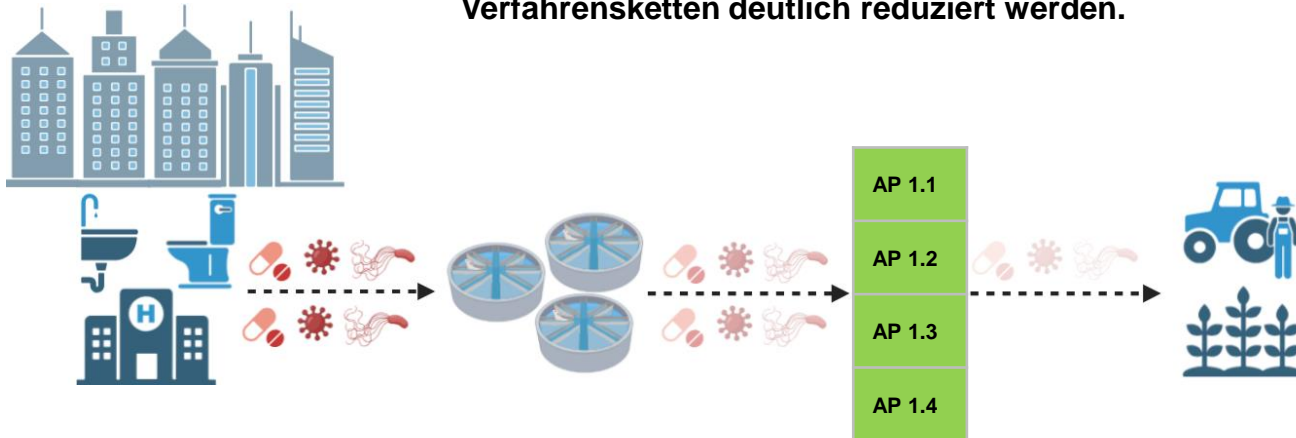 Verfahrensketten deutlich reduziert werden.
AP 1.1
AP 1.2
H
AP 1.3
AP 1.4